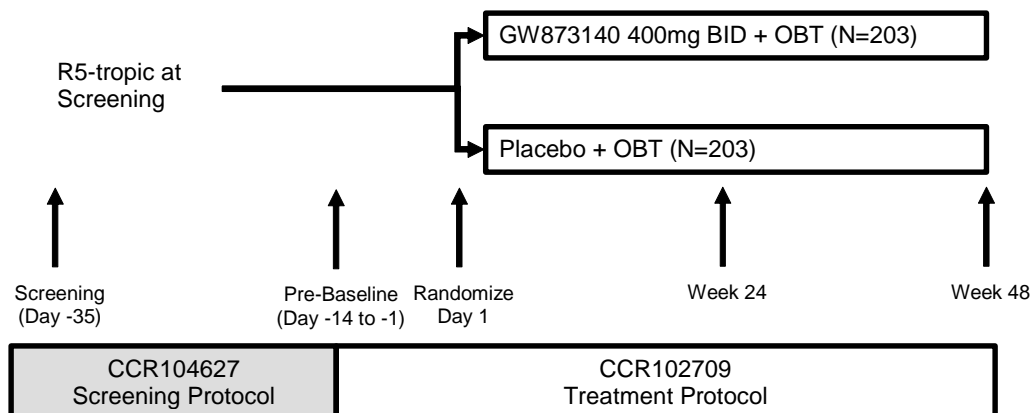 GW873140 400mg BID + OBT (N=203)
R5-tropic at
Screening
Placebo + OBT (N=203)
Screening
(Day -35)
Pre-Baseline
(Day -14 to -1)
Randomize
Day 1
Week 24
Week 48
CCR104627
Screening Protocol
CCR102709
Treatment Protocol